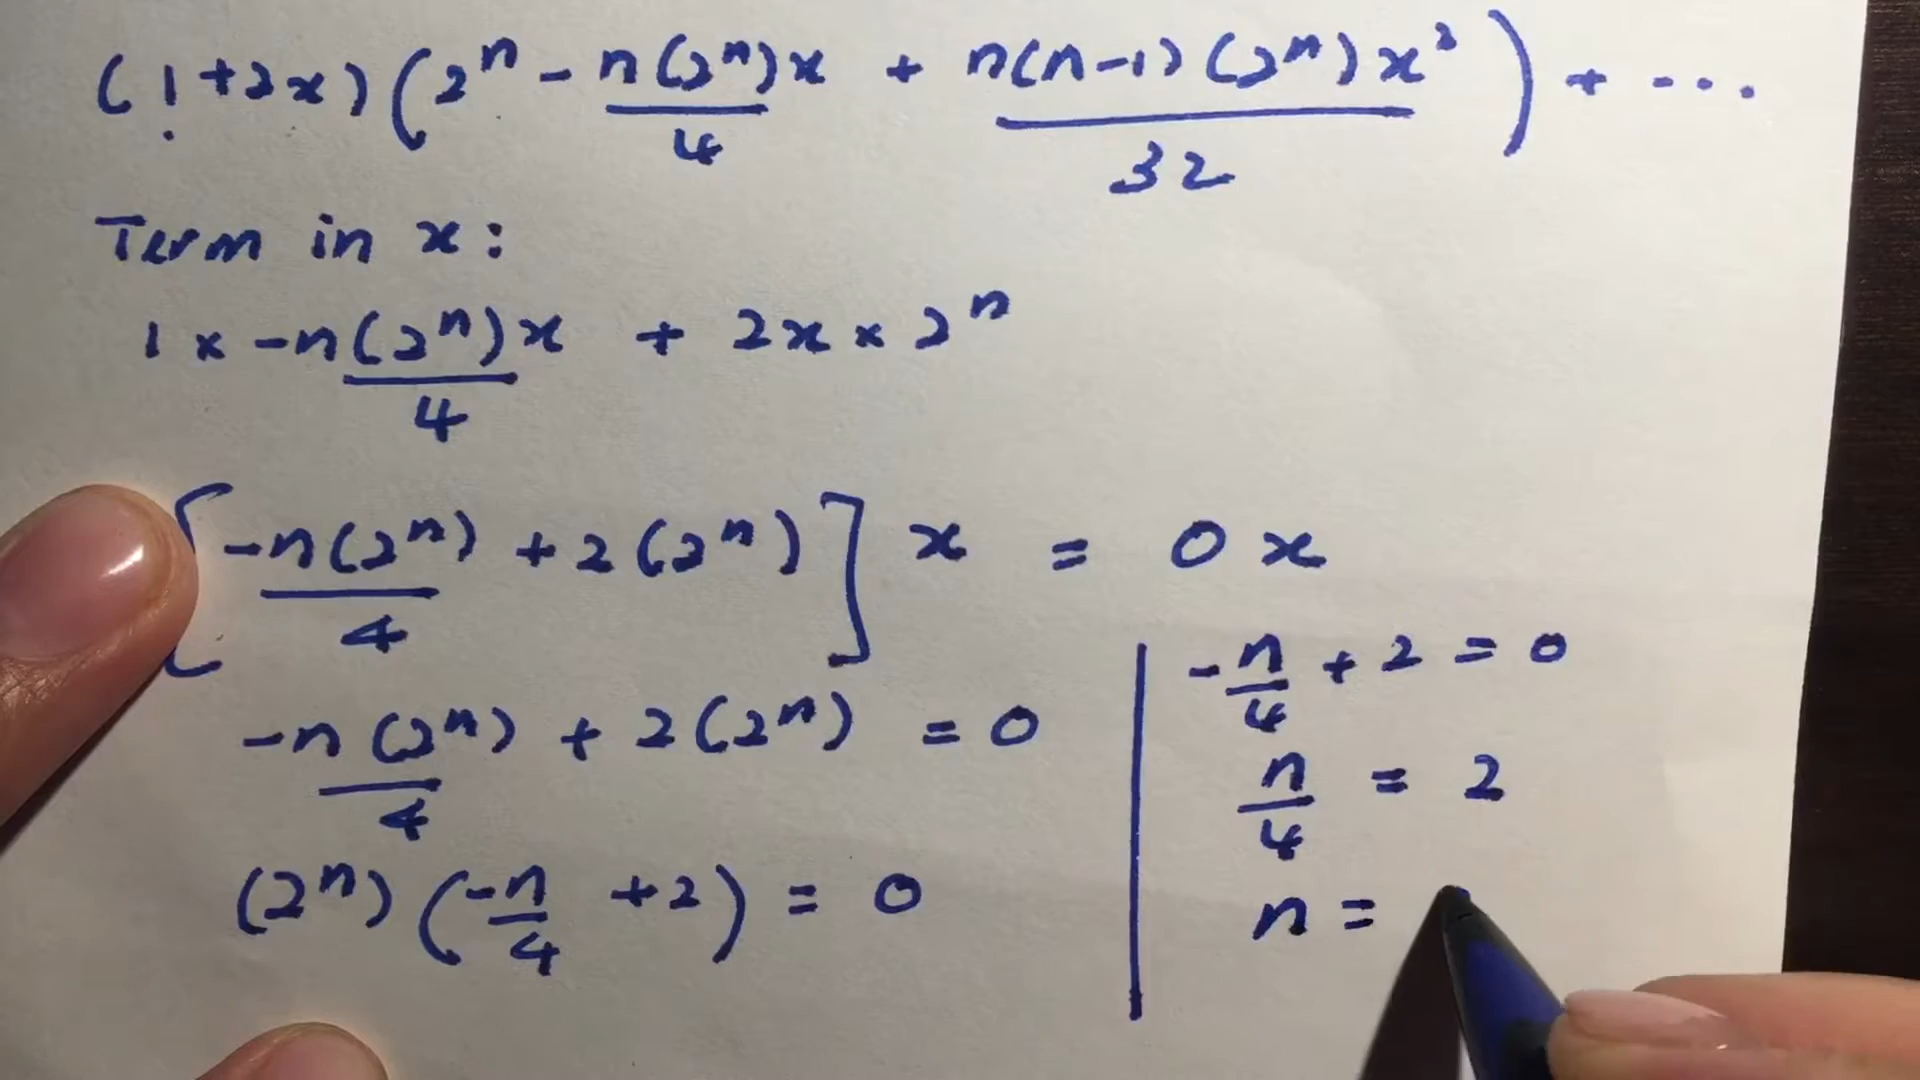 (1+2x)(2ⁿ - n(2ⁿ)x/4 + n(n-1)(2ⁿ)x²/32) + ...
Term in x:
1 x -n(2ⁿ)x/4 + 2x x 2ⁿ
[-n(2ⁿ)/4 + 2(2ⁿ)] x = 0x
-n(2ⁿ)/4 + 2(2ⁿ) = 0
(2ⁿ)(-n/4 + 2) = 0
-n/4 + 2 = 0
n/4 = 2
n =